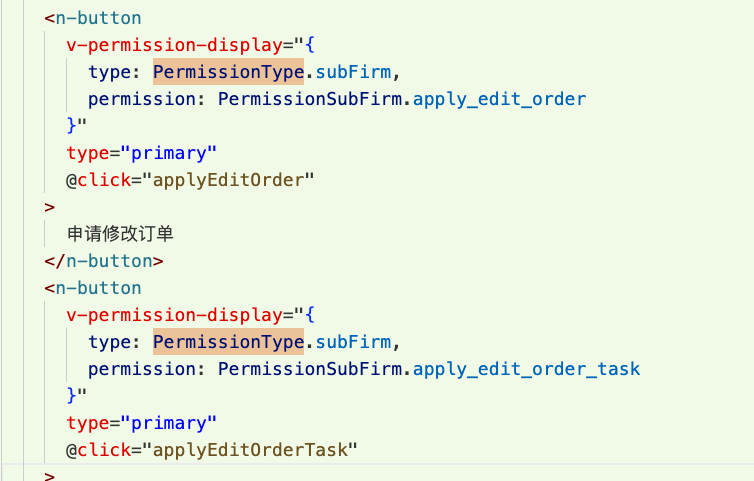 <n-button
v-permission-display="{
type: PermissionType.subFirm,
permission: PermissionSubFirm.apply_edit_order
}"
type="primary"
@click="applyEditOrder"
>
申请修改订单
</n-button>
<n-button
v-permission-display="{
type: PermissionType.subFirm,
permission: PermissionSubFirm.apply_edit_order_task
}"
type="primary"
@click="applyEditOrderTask"
>